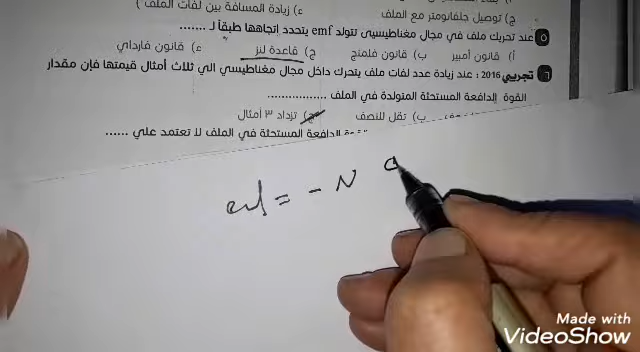 ج) توصيل جلفانومتر مع الملف د) زيادة المسافة بين لفات الملف )
٥ عند تحريك ملف في مجال مغناطيسي تتولد emf يتحدد إتجاهها طبقاً لـ .......
أ) قانون أمبير ب) قانون فلمنج ج) قاعدة لنز د) قانون فارداي
٦ تجريبي 2016 : عند زيادة عدد لفات ملف يتحرك داخل مجال مغناطيسي الي ثلاث أمثال قيمتها فإن مقدار
القوة الدافعة المستحثة المتولدة في الملف ................
ب) تقل للنصف ج) تزداد ٣ أمثال
الدافعة المستحثة في الملف لا تعتمد علي ......
emf = - N
Made with
VideoShow